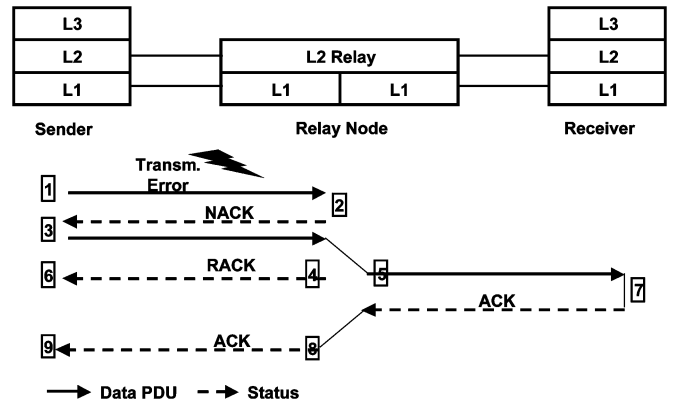 L3 L3
L2 L2 Relay L2
L1 L1 L1 L1
Sender Relay Node Receiver
Transm.
Error
1
2
NACK
3
RACK
6 4 5
7
ACK
ACK
9 8
Data PDU Status